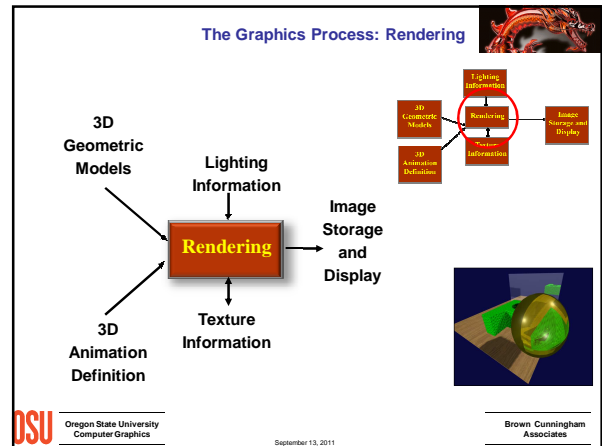 The Graphics Process: Rendering
3D
Geometric
Models
Lighting
Information
Rendering
Image
Storage
and
Display
3D
Animation
Definition
Texture
Information
Lighting
Information
3D
Geometric
Models
Rendering
Image
Storage and
Display
3D
Animation
Definition
Texture
Information
OSU
Oregon State University
Computer Graphics
September 13, 2011
Brown Cunningham
Associates